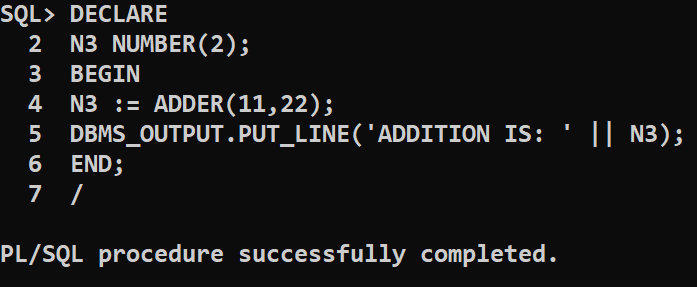 SQL> DECLARE
2 N3 NUMBER(2);
3 BEGIN
4 N3 := ADDER(11,22);
5 DBMS_OUTPUT.PUT_LINE('ADDITION IS: ' || N3);
6 END;
7 /
PL/SQL procedure successfully completed.